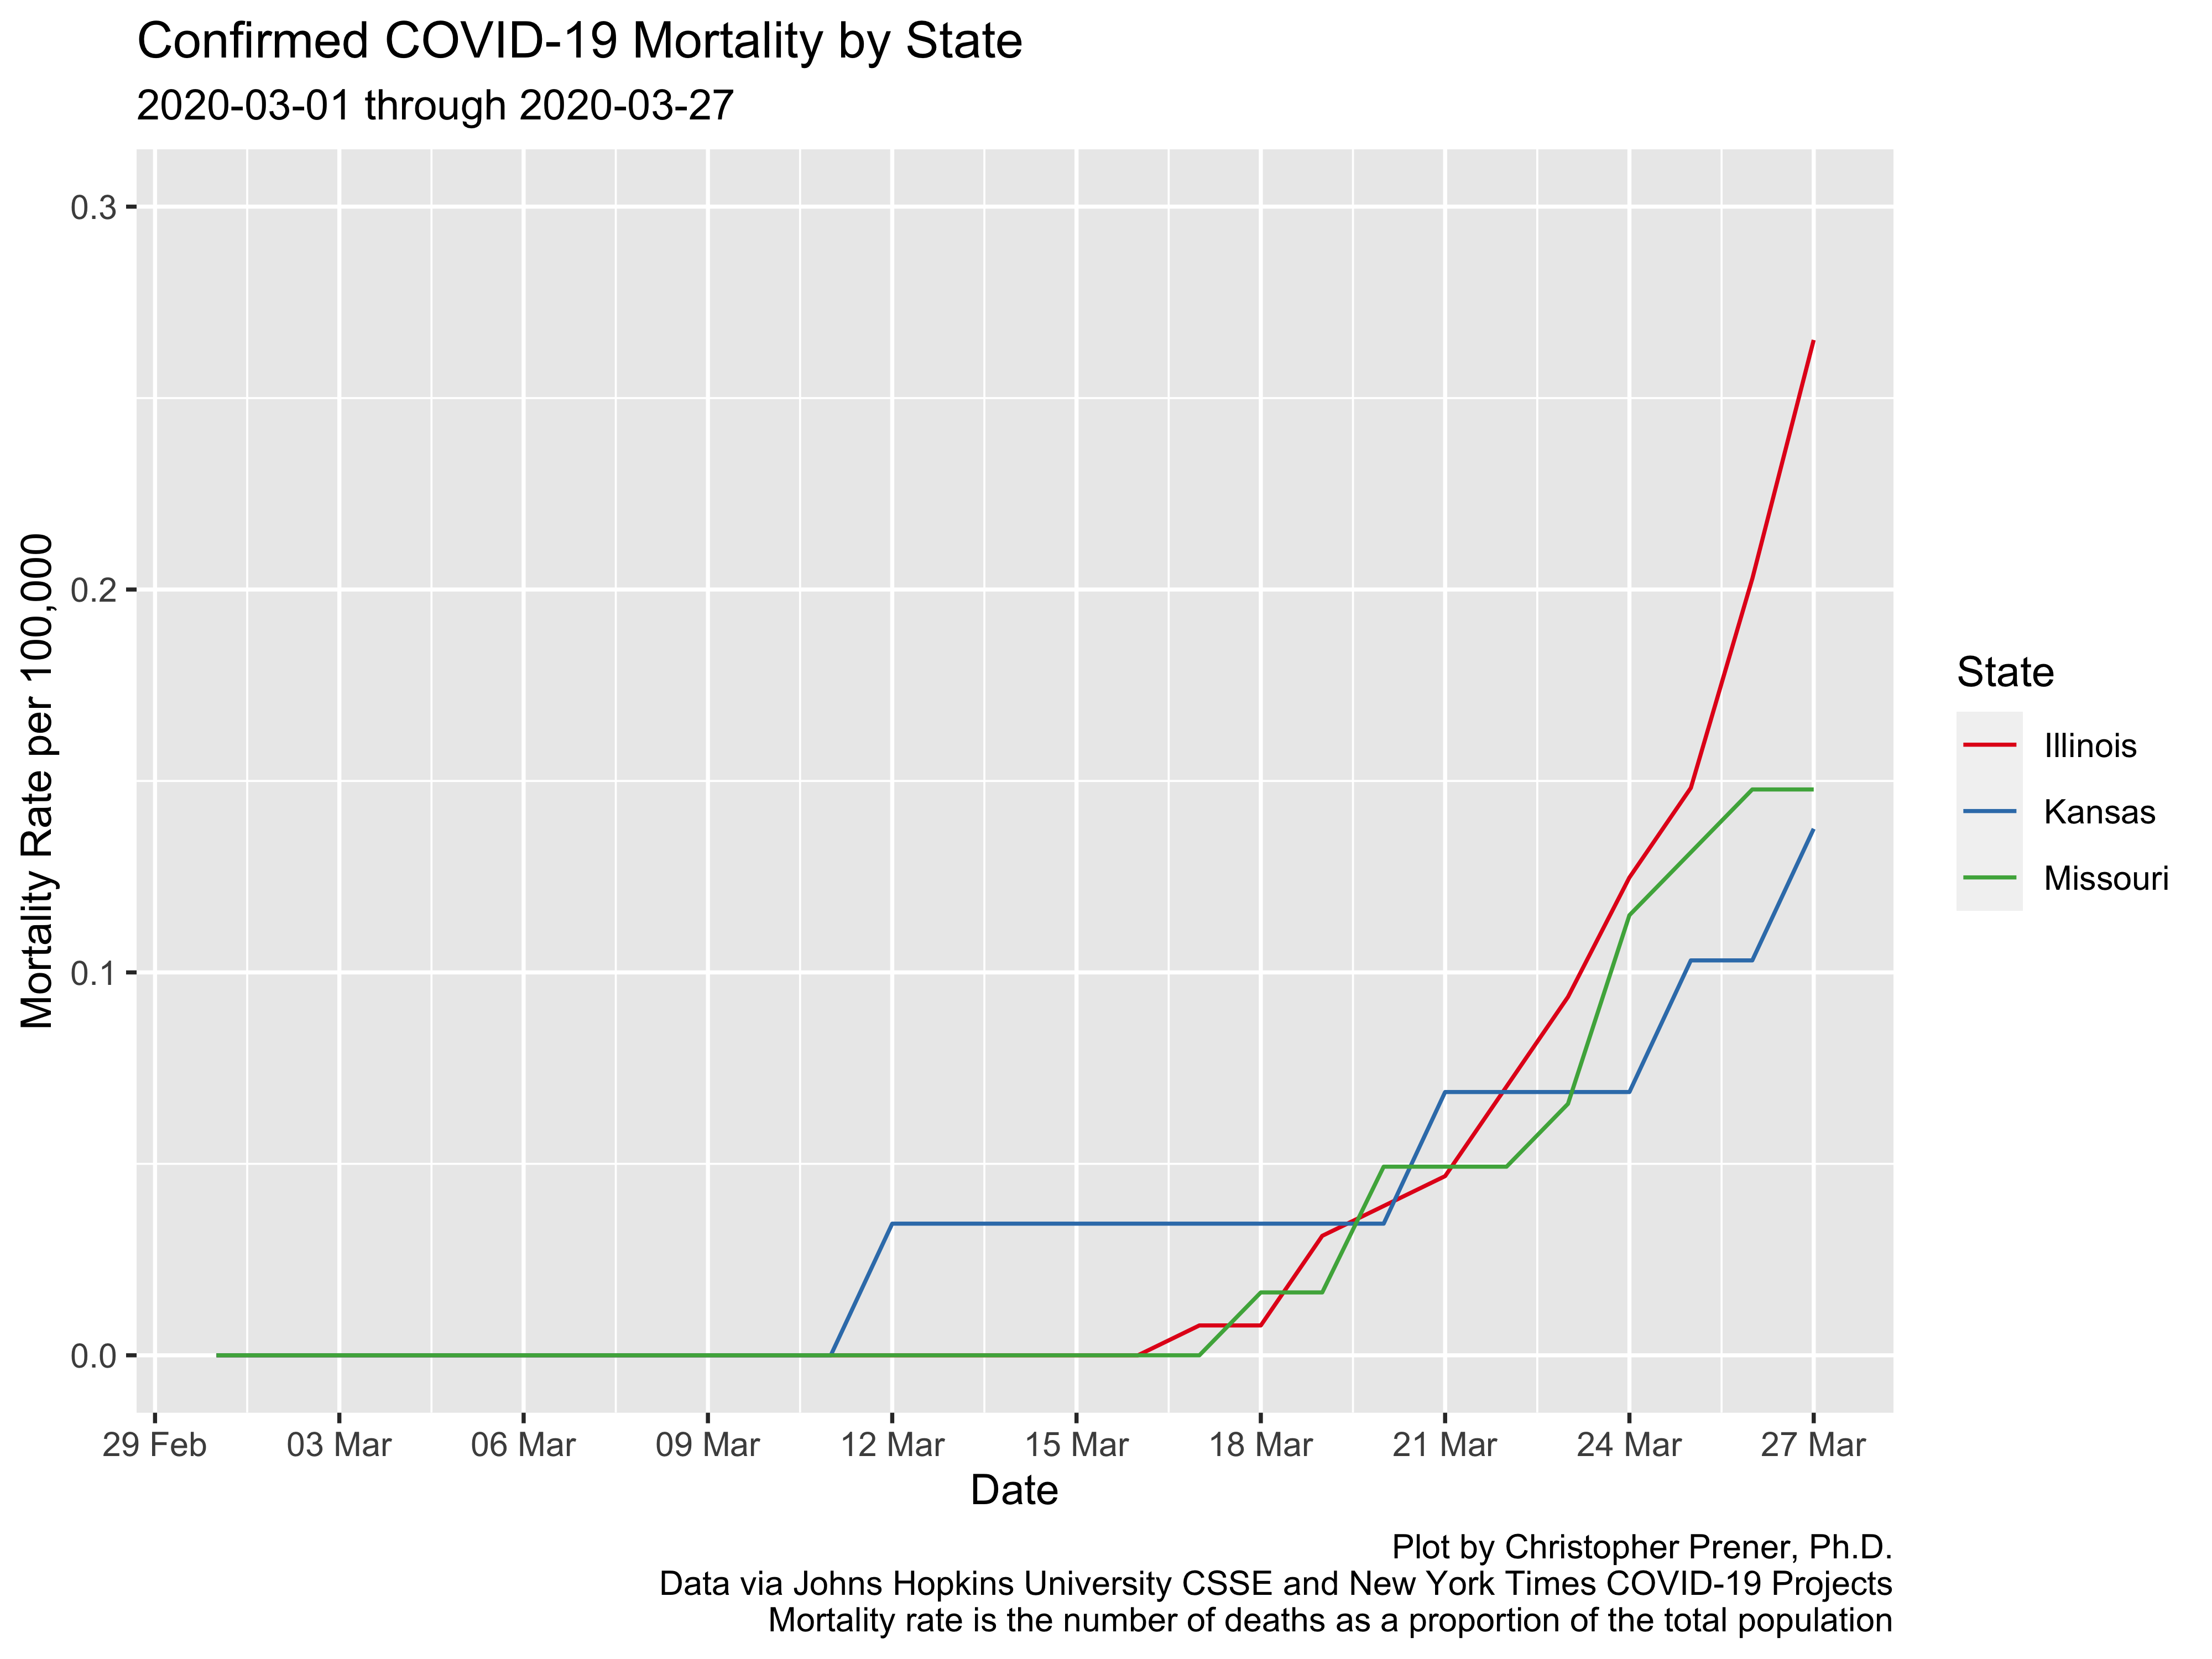 Confirmed COVID-19 Mortality by State
2020-03-01 through 2020-03-27
Mortality Rate per 100,000
0.3
0.2
0.1
0.0
29 Feb
03 Mar
06 Mar
09 Mar
12 Mar
15 Mar
18 Mar
21 Mar
24 Mar
27 Mar
Date
State
Illinois
Kansas
Missouri
Plot by Christopher Prener, Ph.D.
Data via Johns Hopkins University CSSE and New York Times COVID-19 Projects
Mortality rate is the number of deaths as a proportion of the total population